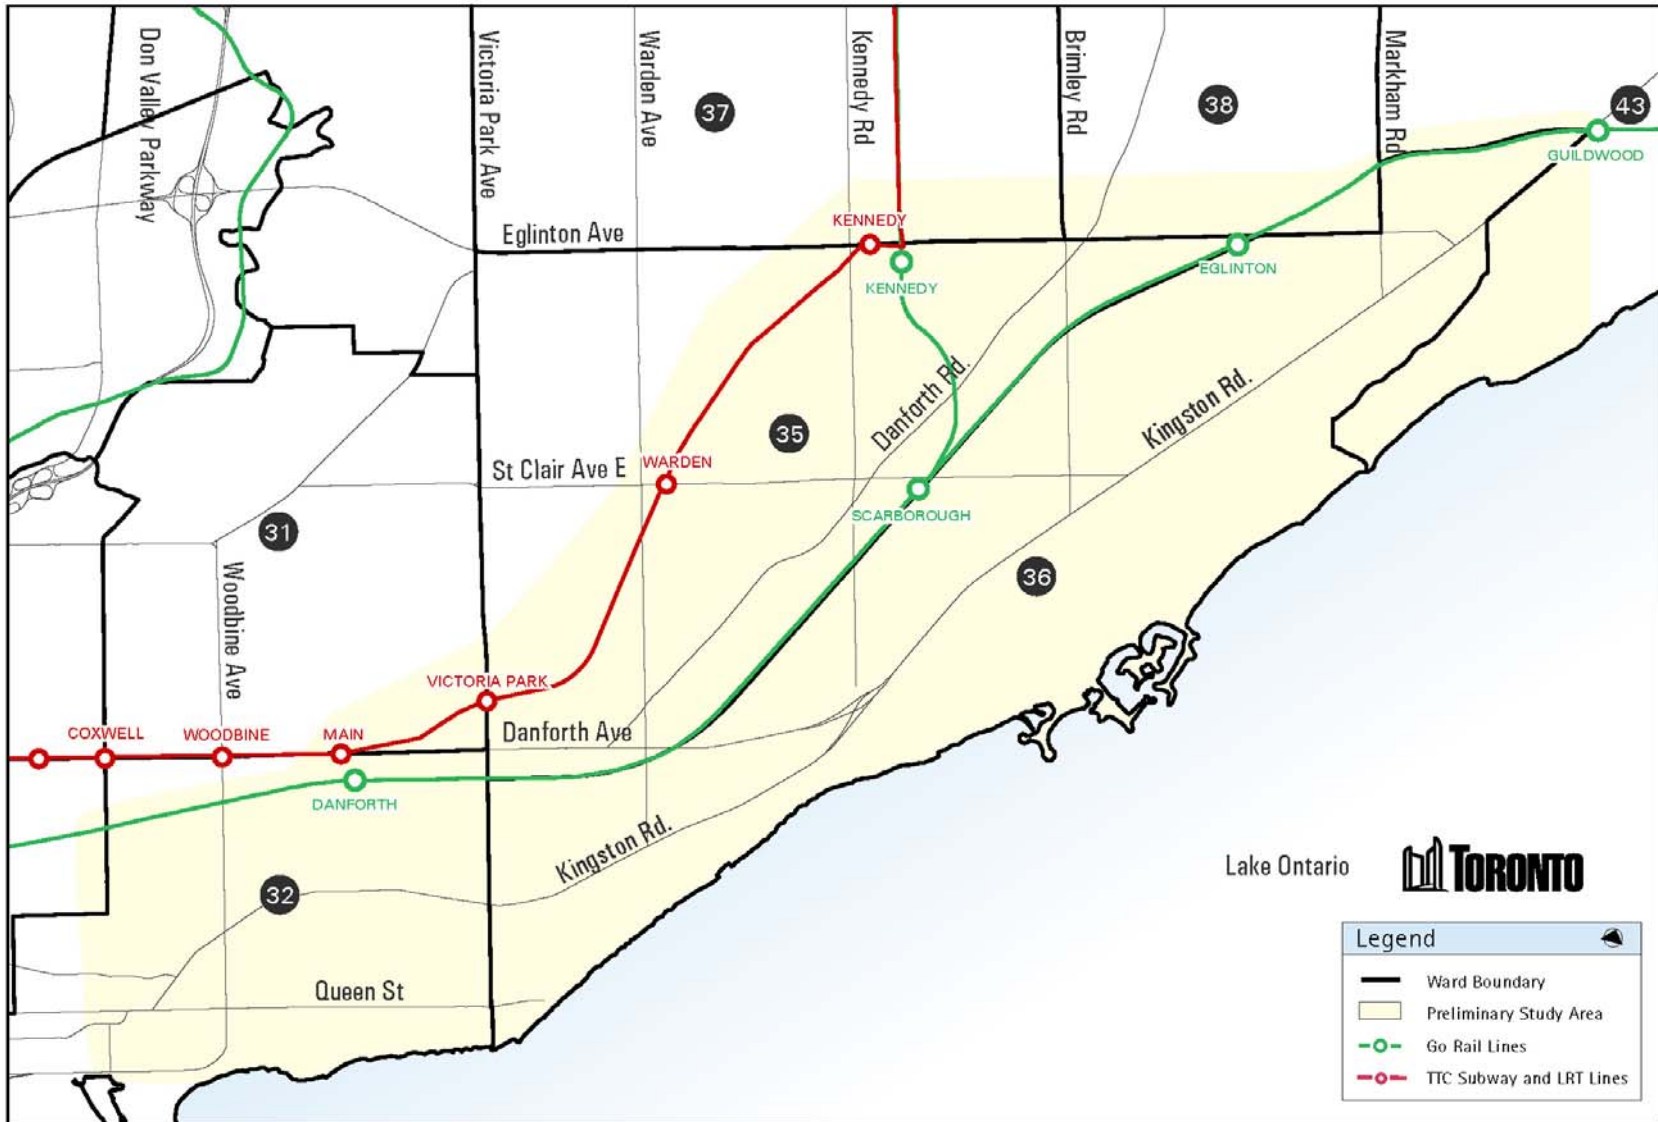 Don Valley Parkway
Victoria Park Ave
Warden Ave
Kennedy Rd
Brimley Rd
Markham Rd
37
38
43
GUILDWOOD
KENNEDY
Eglinton Ave
KENNEDY
EGLINTON
Danforth Rd.
Kingston Rd.
35
St Clair Ave E
WARDEN
SCARBOROUGH
31
36
Woodbine Ave
VICTORIA PARK
COXWELL
WOODBINE
MAIN
Danforth Ave
DANFORTH
Kingston Rd.
32
Queen St
Lake Ontario
TORONTO
Legend
Ward Boundary
Preliminary Study Area
Go Rail Lines
TTC Subway and LRT Lines